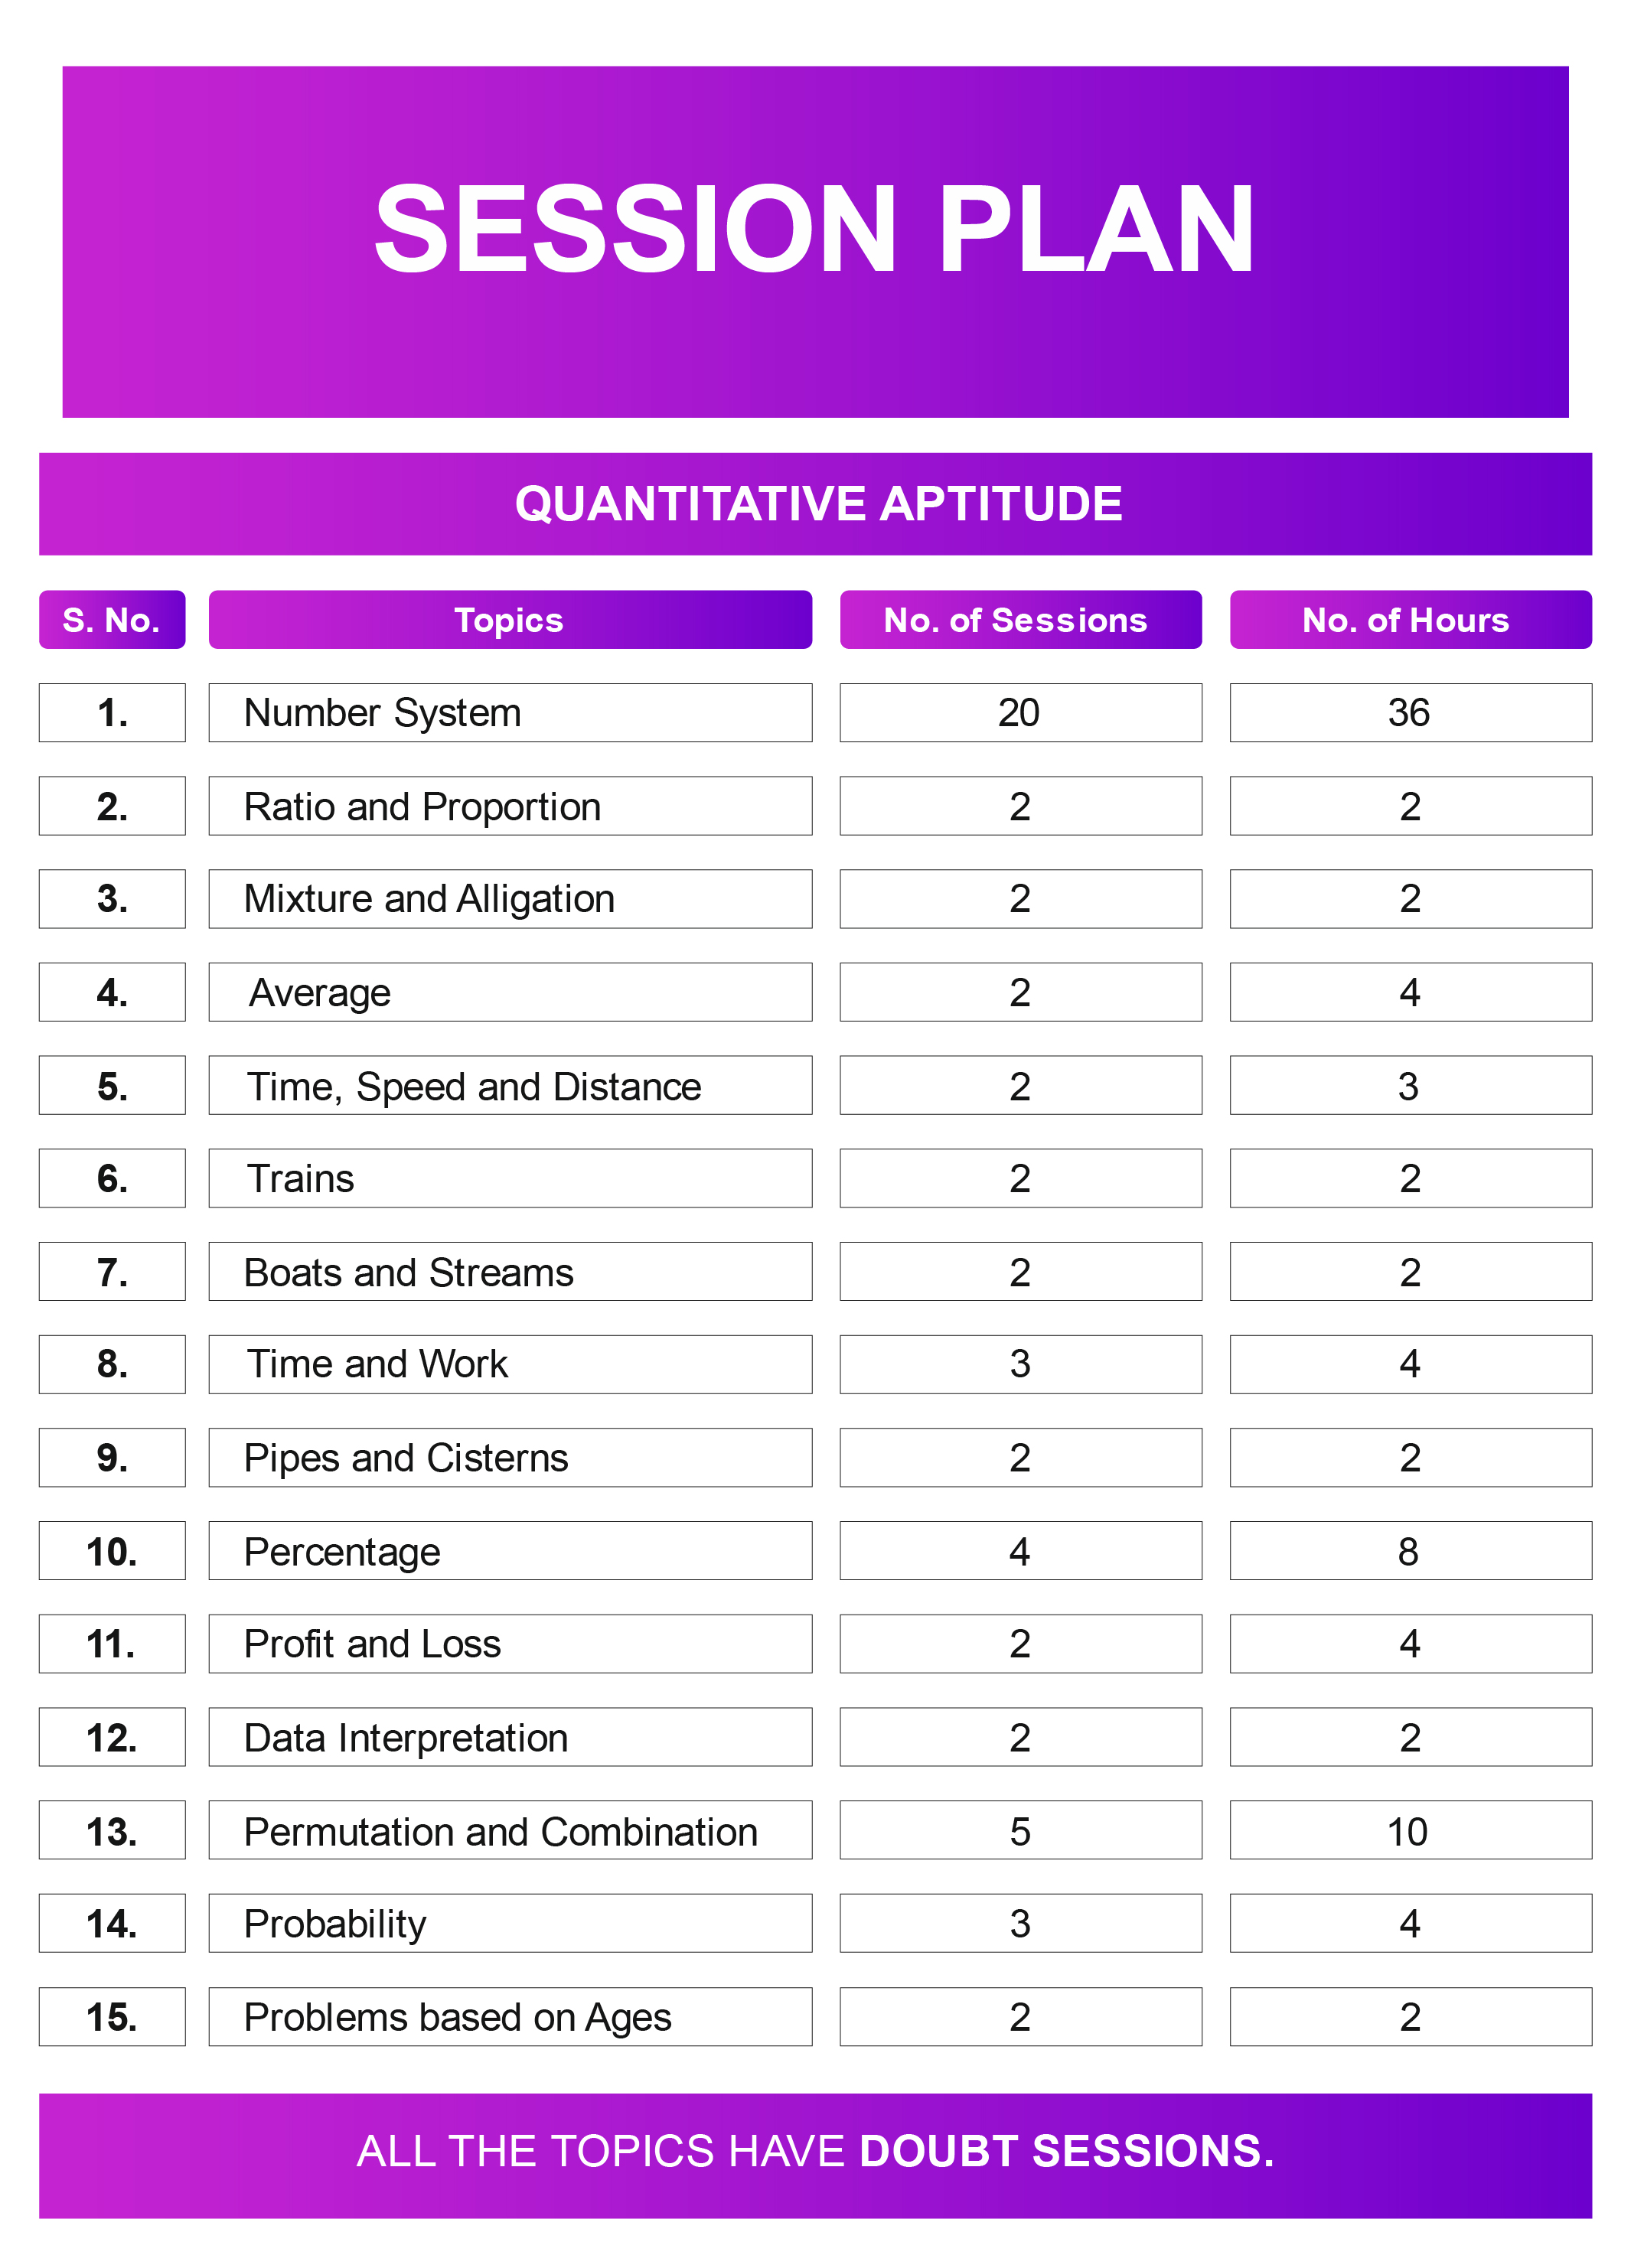 SESSION PLAN
QUANTITATIVE APTITUDE
S. No. Topics No. of Sessions No. of Hours
1. Number System 20 36
2. Ratio and Proportion 2 2
3. Mixture and Alligation 2 2
4. Average 2 4
5. Time, Speed and Distance 2 3
6. Trains 2 2
7. Boats and Streams 2 2
8. Time and Work 3 4
9. Pipes and Cisterns 2 2
10. Percentage 4 8
11. Profit and Loss 2 4
12. Data Interpretation 2 2
13. Permutation and Combination 5 10
14. Probability 3 4
15. Problems based on Ages 2 2
ALL THE TOPICS HAVE DOUBT SESSIONS.